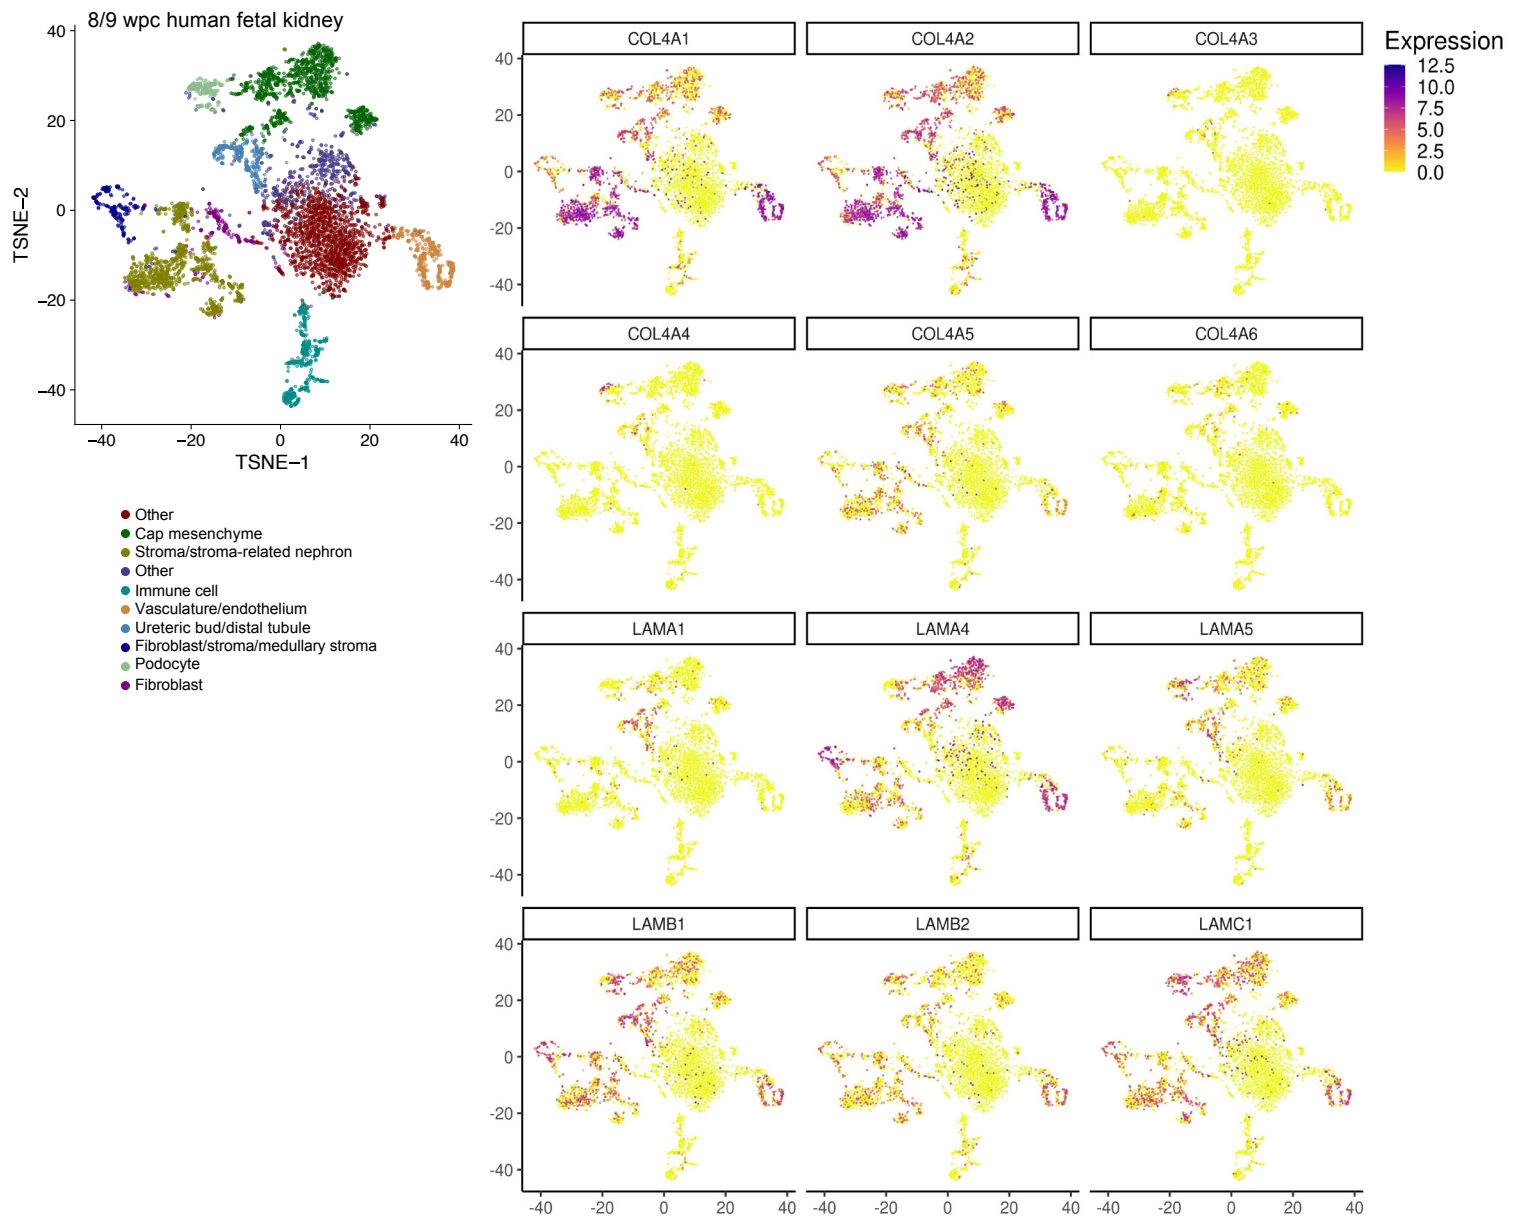 8/9 wpc human fetal kidney
40
20
0
−20
−40
TSNE−2
−40 −20 0 20 40
TSNE−1
Other
Cap mesenchyme
Stroma/stroma-related nephron
Other
Immune cell
Vasculature/endothelium
Ureteric bud/distal tubule
Fibroblast/stroma/medullary stroma
Podocyte
Fibroblast
COL4A1 COL4A2 COL4A3
40
20
0
-20
-40
COL4A4 COL4A5 COL4A6
40
20
0
-20
-40
LAMA1 LAMA4 LAMA5
40
20
0
-20
-40
LAMB1 LAMB2 LAMC1
40
20
0
-20
-40
-40 -20 0 20 40 -40 -20 0 20 40 -40 -20 0 20 40
Expression
12.5
10.0
7.5
5.0
2.5
0.0